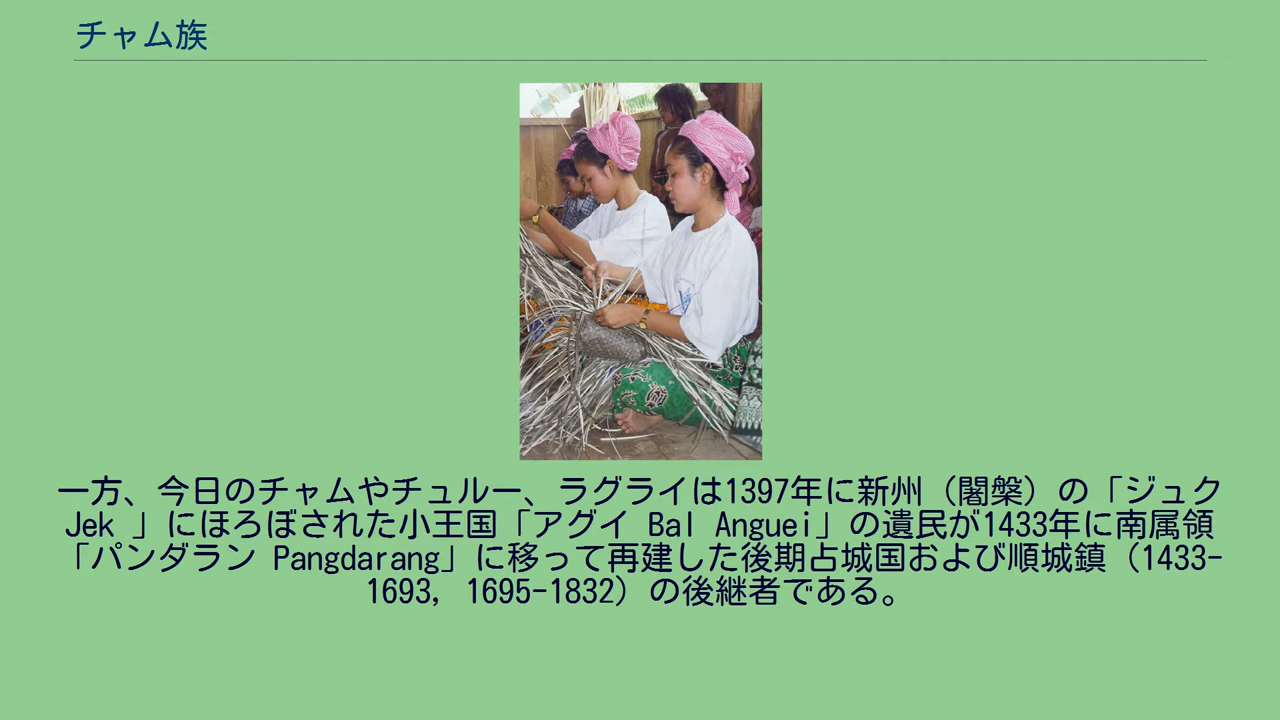 チャム族
一方、今日のチャムやチュルー、ラグライは1397年に新州（闍槃）の「ジュク
Jek 」にほろぼされた小王国「アグイ Bal Anguei」の遺民が1433年に南属領
「パンダラン Pangdarang」に移って再建した後期占城国および順城鎮（1433-
1693, 1695-1832）の後継者である。